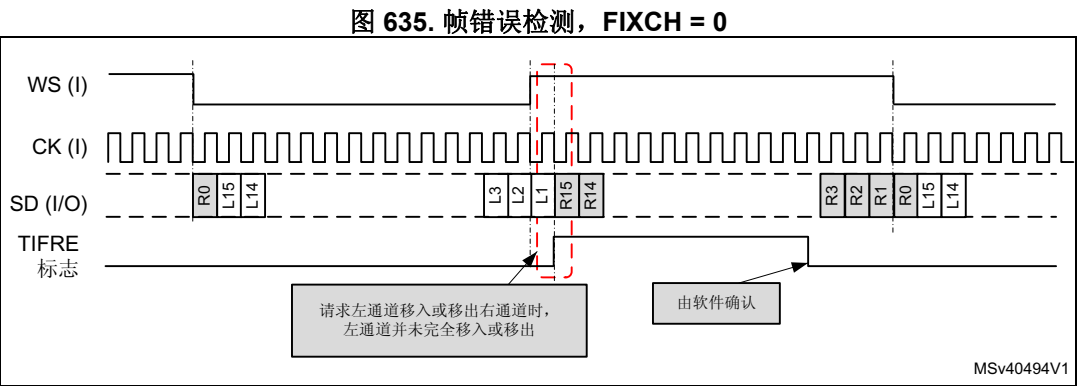 图 635. 帧错误检测，FIXCH = 0
WS (I)
CK (I)
SD (I/O)
R0 L15 L14 L3 L2 L1 R15 R14 R3 R2 R1 R0 L15 L14
TIFRE
标志
请求左通道移入或移出右通道时，
左通道并未完全移入或移出
由软件确认
MSv40494V1